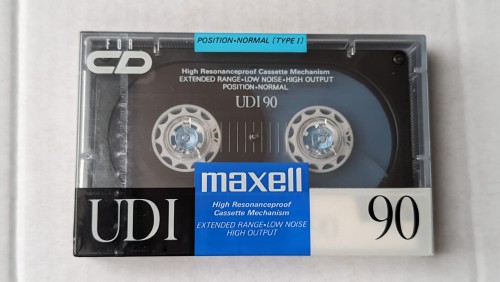 POSITION•NORMAL (TYPE I)
FOR
CD
High Resonanceproof Cassette Mechanism
EXTENDED RANGE•LOW NOISE•HIGH OUTPUT
POSITION•NORMAL
UDI 90
maxell
High Resonanceproof
Cassette Mechanism
EXTENDED RANGE•LOW NOISE
HIGH OUTPUT
UDI
90